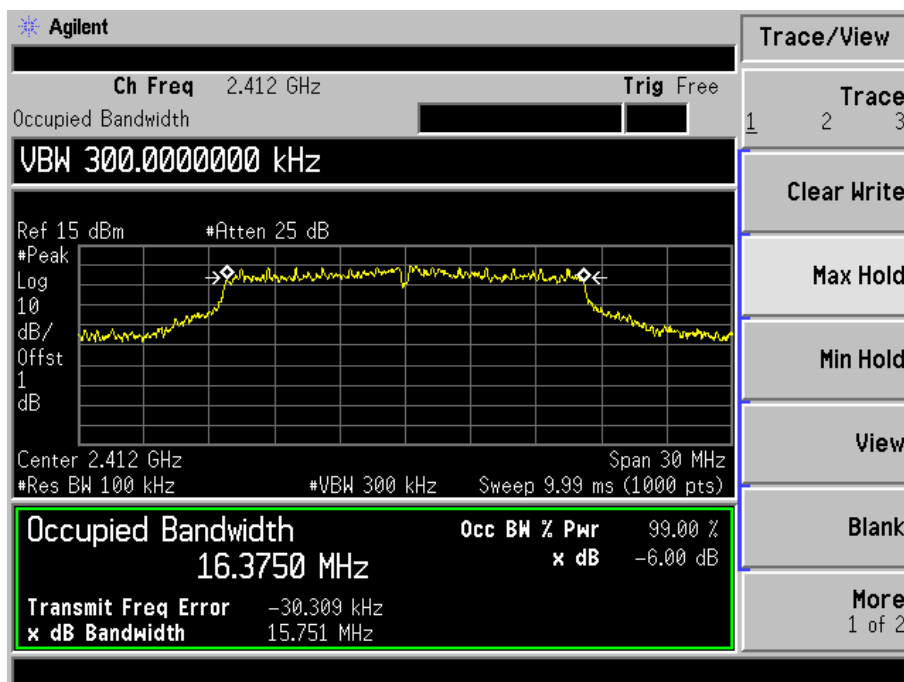 Agilent
Ch Freq 2.412 GHz Trig Free
Occupied Bandwidth
VBW 300.0000000 kHz
Ref 15 dBm #Atten 25 dB
#Peak
Log
10
dB/
Offst
1
dB
Center 2.412 GHz Span 30 MHz
#Res BW 100 kHz #VBW 300 kHz Sweep 9.99 ms (1000 pts)
Occupied Bandwidth
16.3750 MHz
Occ BW % Pwr 99.00 %
x dB -6.00 dB
Transmit Freq Error -30.309 kHz
x dB Bandwidth 15.751 MHz
Trace/View
Trace
1 2 3
Clear Write
Max Hold
Min Hold
View
Blank
More
1 of 2